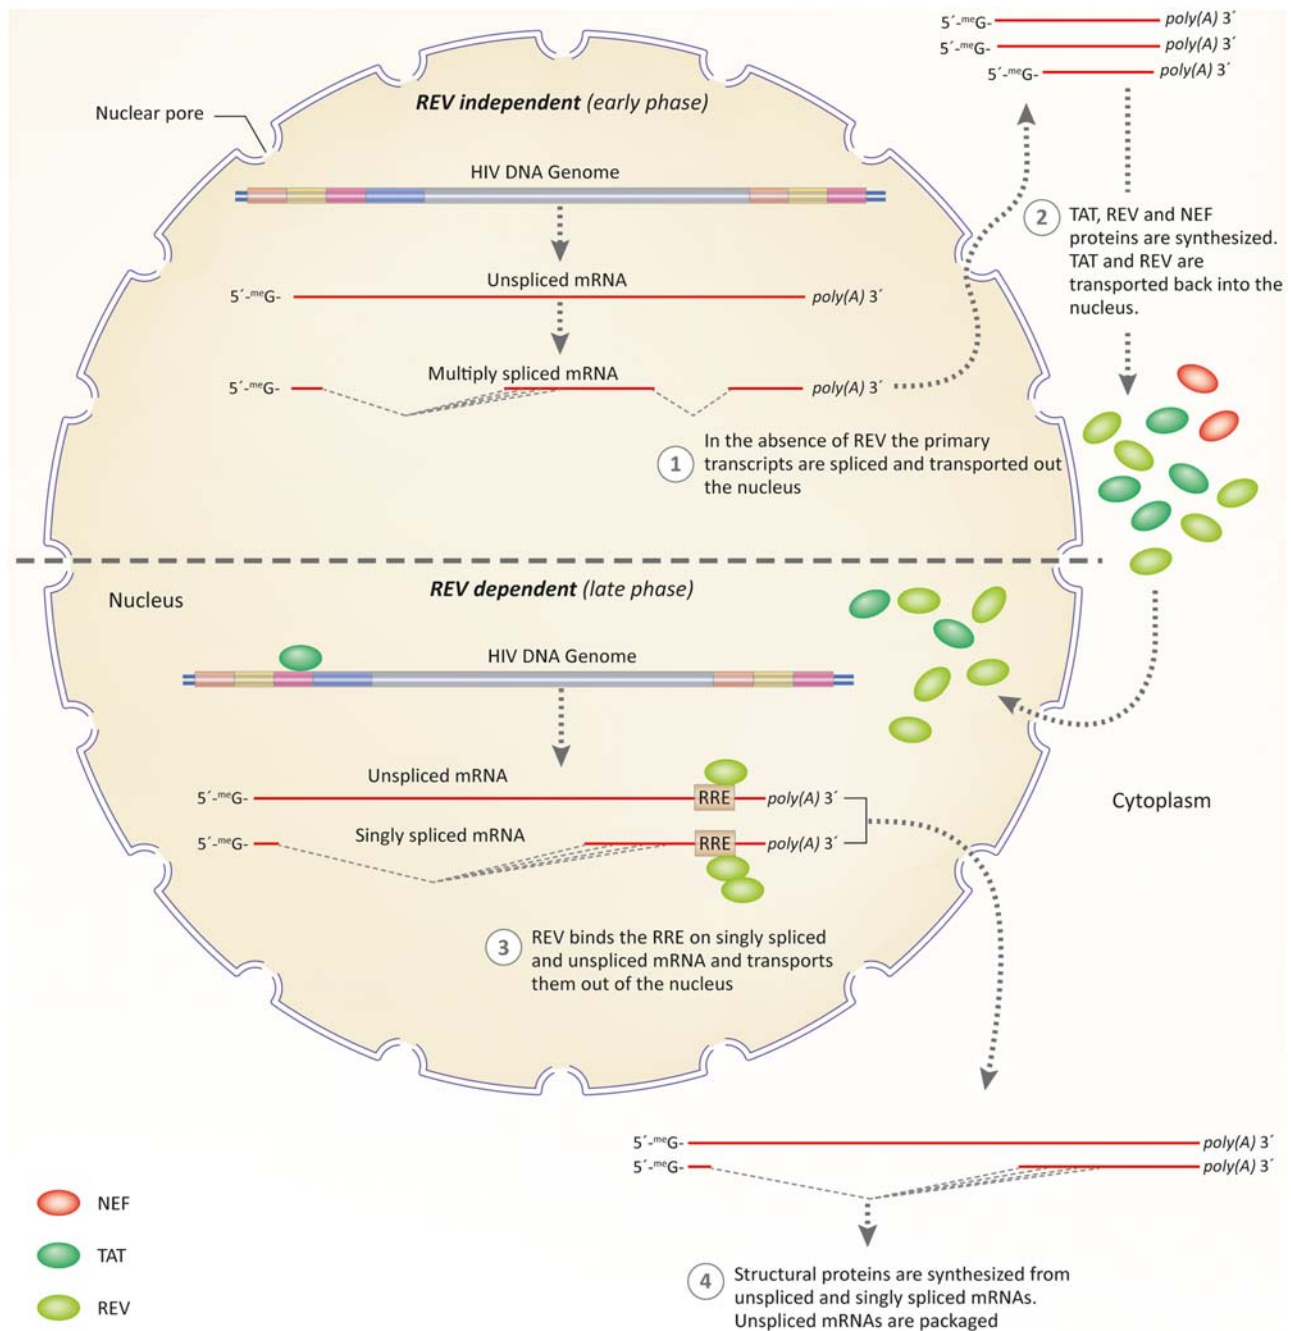 5´-meG- poly(A) 3´
5´-meG- poly(A) 3´
5´-meG- poly(A) 3´
REV independent (early phase)
Nuclear pore
HIV DNA Genome
Unspliced mRNA
5´-meG- poly(A) 3´
Multiply spliced mRNA
5´-meG- poly(A) 3´
1
In the absence of REV the primary
transcripts are spliced and transported out
the nucleus
2
TAT, REV and NEF
proteins are synthesized.
TAT and REV are
transported back into the
nucleus.
REV dependent (late phase)
Nucleus
HIV DNA Genome
Unspliced mRNA
5´-meG- RRE poly(A) 3´
Singly spliced mRNA
5´-meG- RRE poly(A) 3´
Cytoplasm
3
REV binds the RRE on singly spliced
and unspliced mRNA and transports
them out of the nucleus
5´-meG- poly(A) 3´
5´-meG- poly(A) 3´
4
Structural proteins are synthesized from
unspliced and singly spliced mRNAs.
Unspliced mRNAs are packaged
NEF
TAT
REV